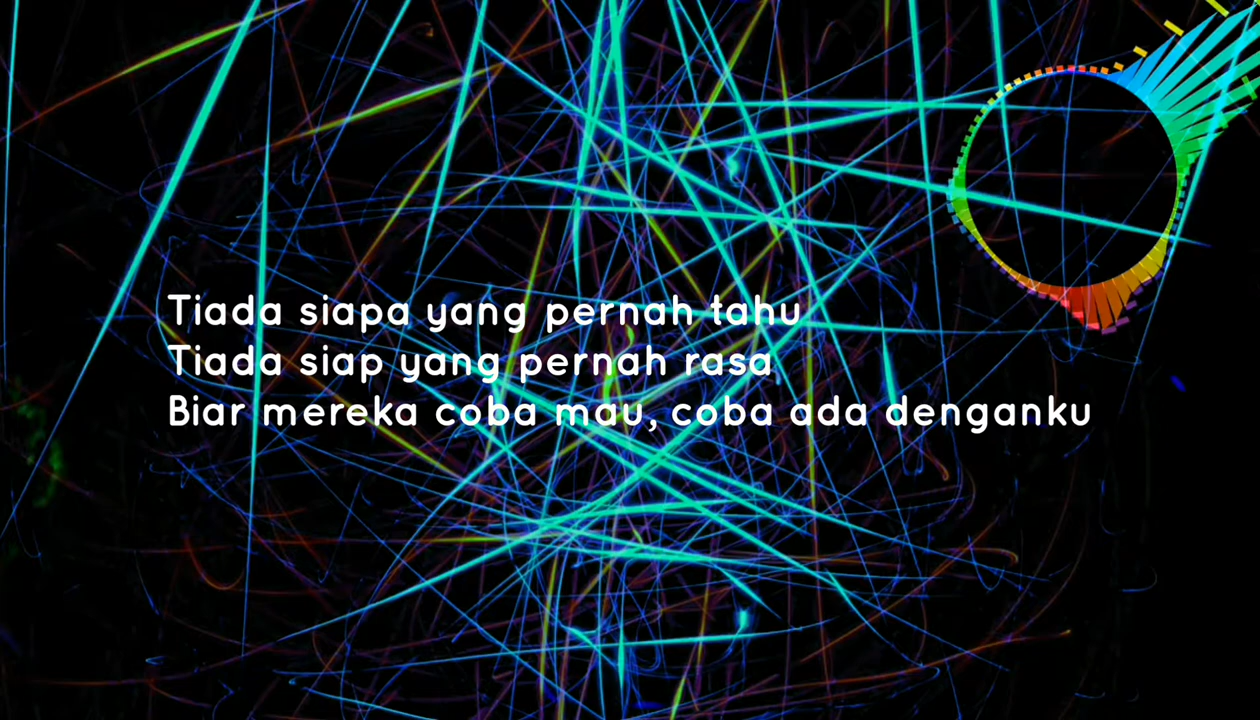 Tiada siapa yang pernah tahu
Tiada siap yang pernah rasa
Biar mereka coba mau, coba ada denganku